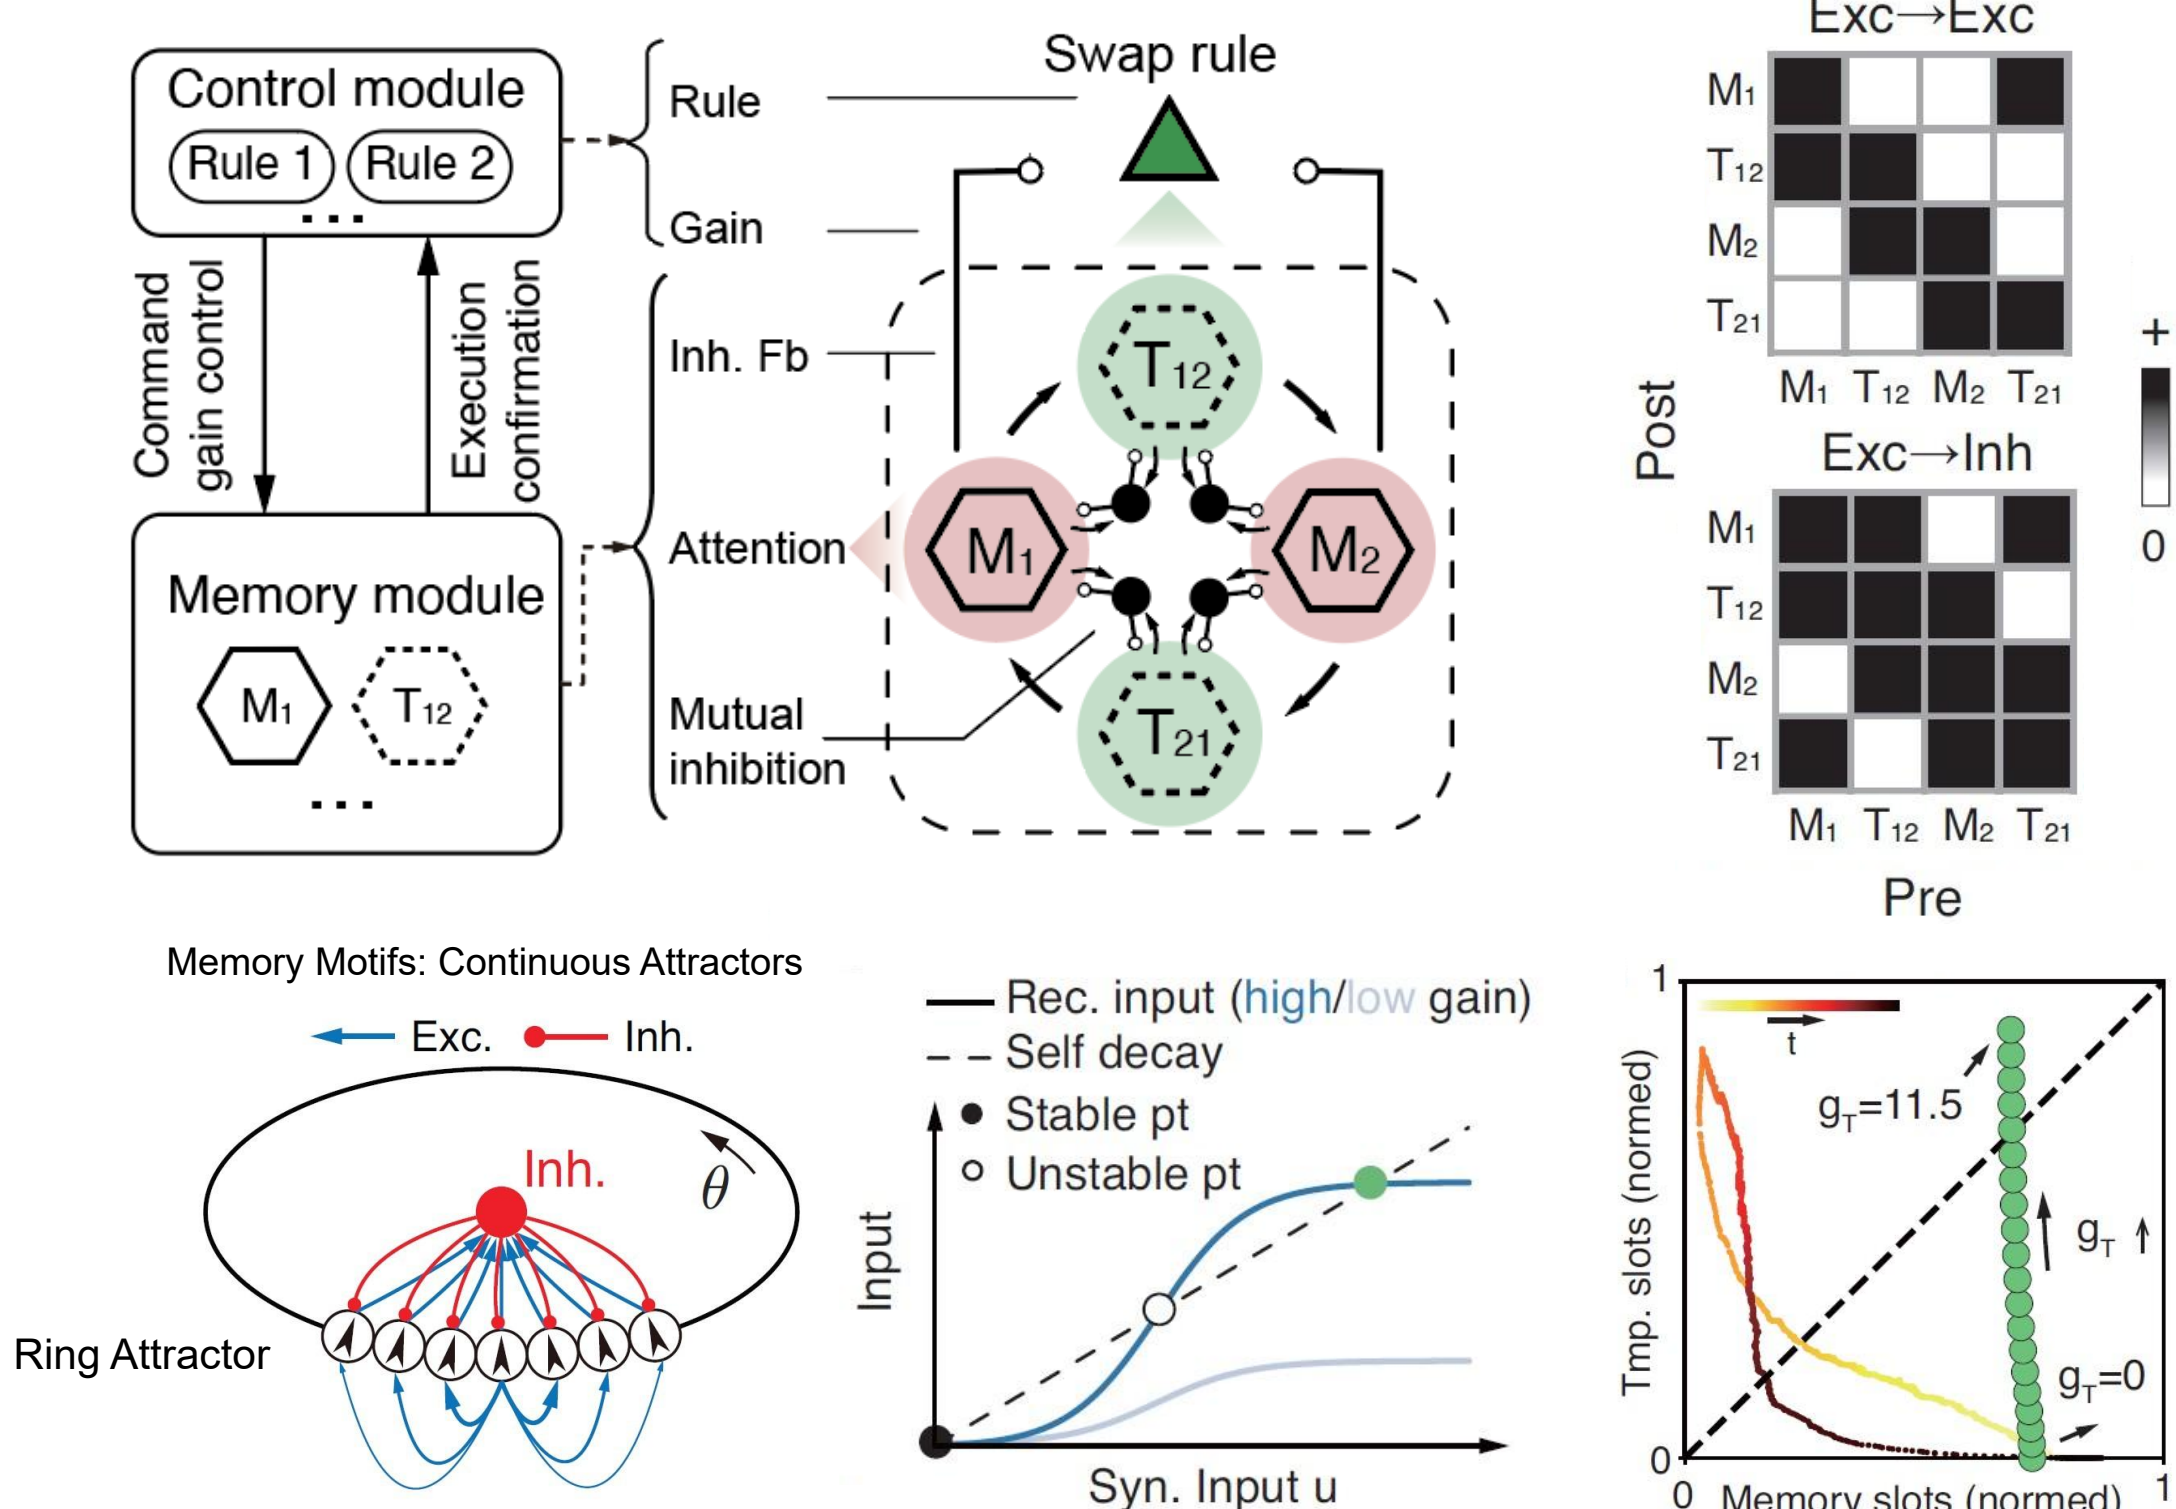 Control module
Rule 1
Rule 2
...
Command
gain control
Execution
confirmation
Memory module
M1
T12
...
Rule
Gain
Inh. Fb
Attention
Mutual
inhibition
Swap rule
T12
M1
M2
T21
Exc→Exc
M1
T12
M2
T21
M1 T12 M2 T21
Exc→Inh
M1
T12
M2
T21
M1 T12 M2 T21
Post
Pre
+
0
Memory Motifs: Continuous Attractors
Exc.
Inh.
Inh.
θ
Ring Attractor
Rec. input (high/low gain)
Self decay
Stable pt
Unstable pt
Input
Syn. Input u
1
t
gT=11.5
gT ↑
gT=0
Tmp. slots (normed)
0
0
Memory slots (normed)
1